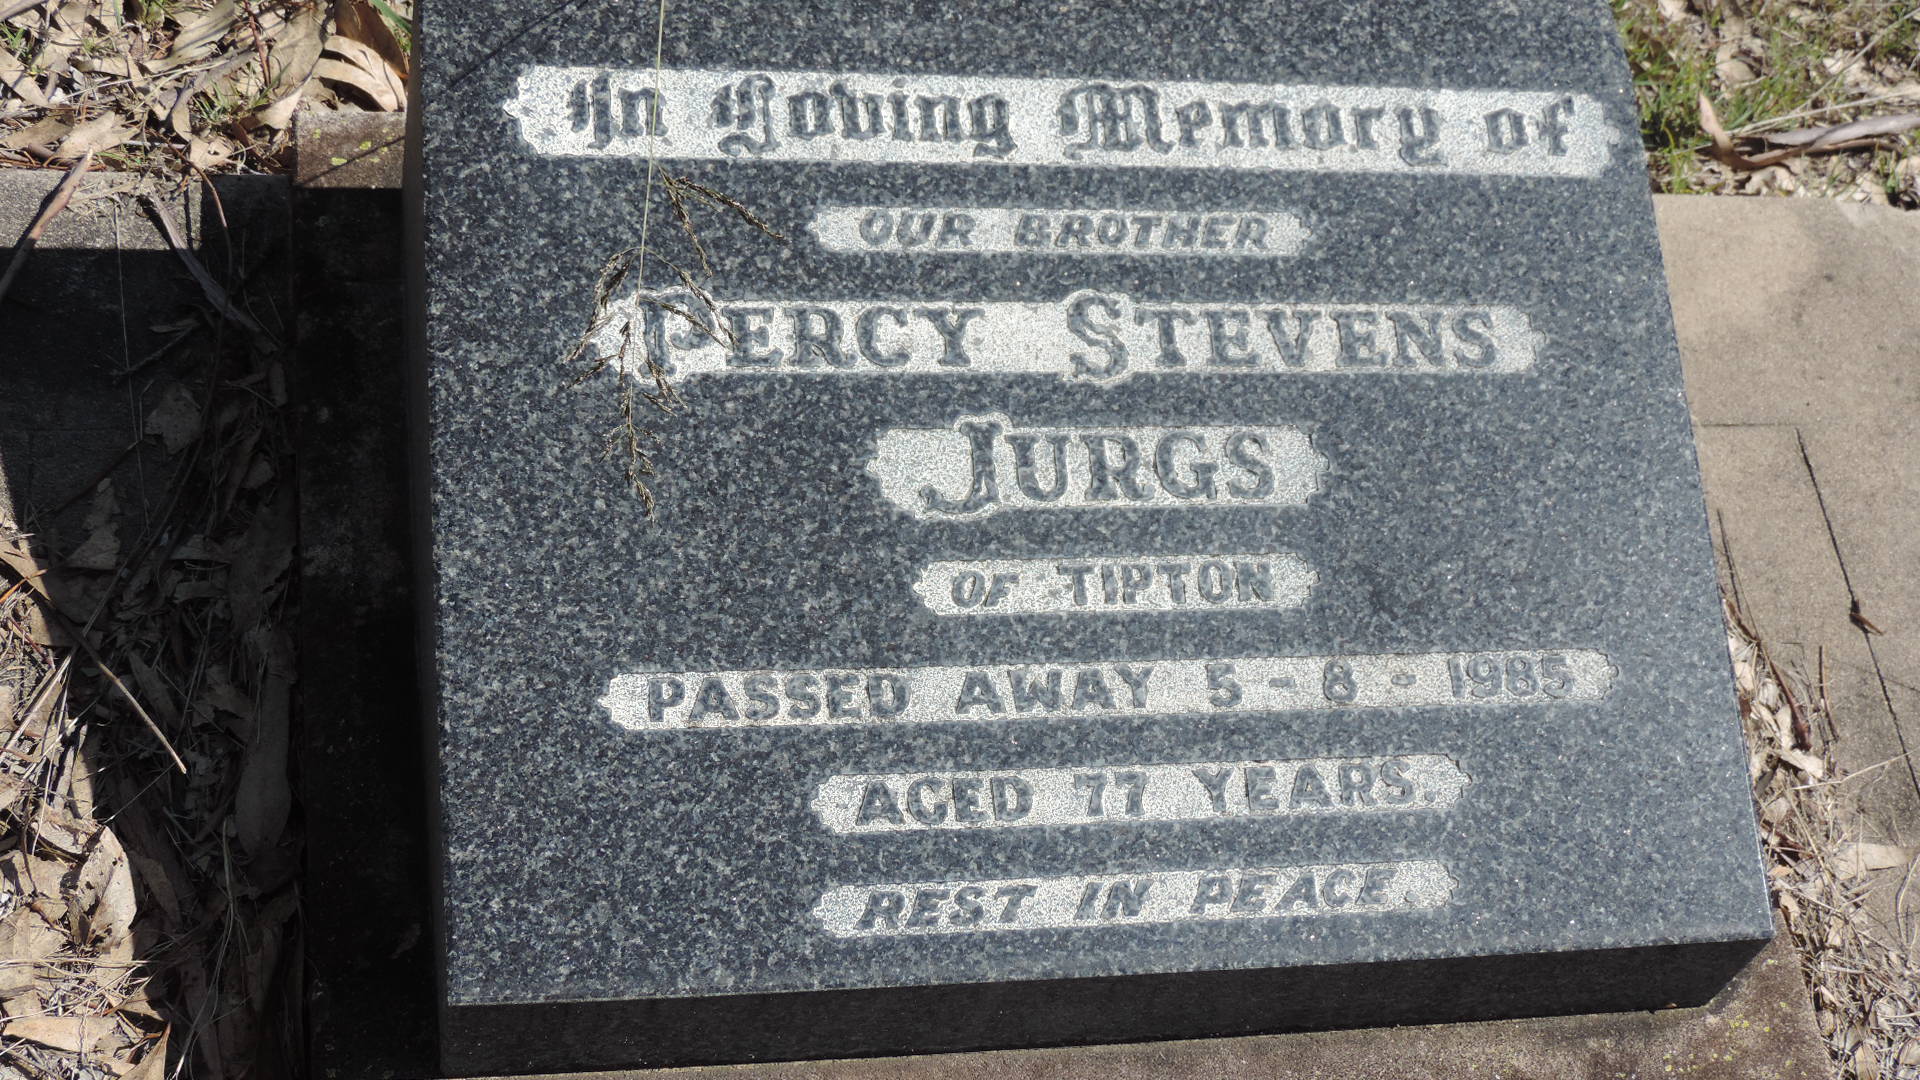 In Loving Memory of
OUR BROTHER
PERCY STEVENS
JURGS
OF TIPTON
PASSED AWAY 5-8-1985
AGED 77 YEARS.
REST IN PEACE.